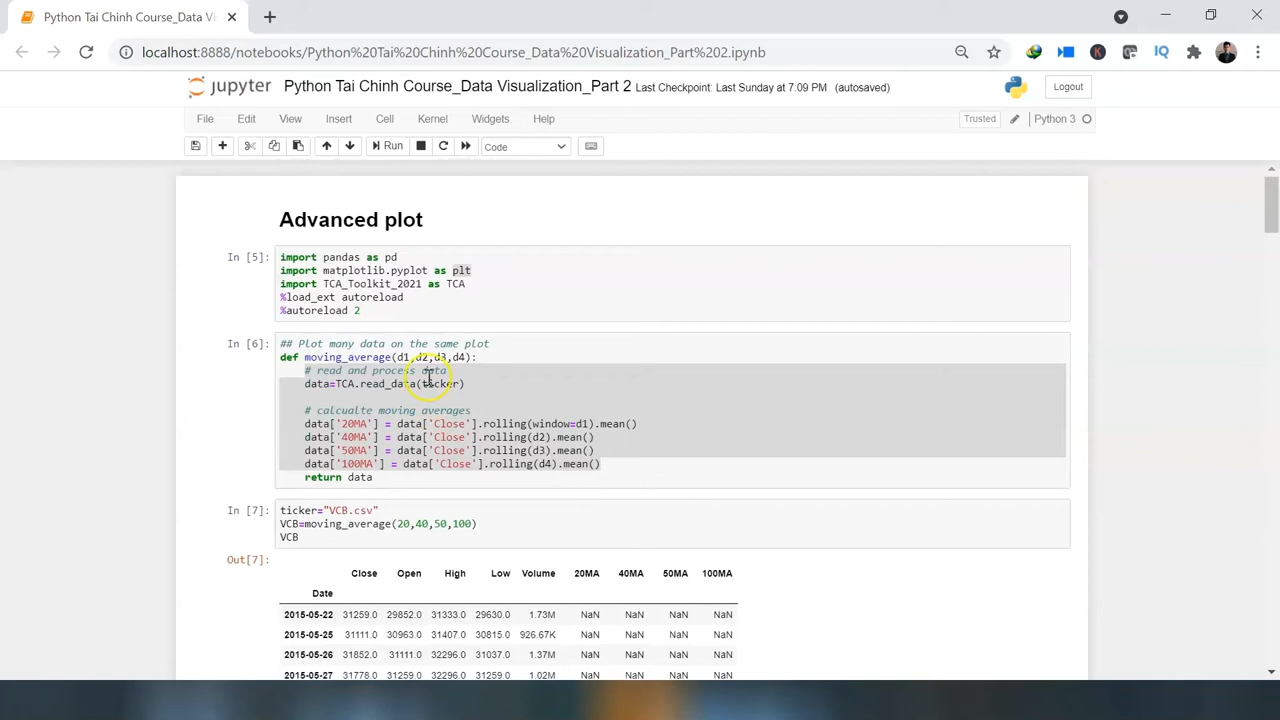 Python Tai Chinh Course_Data Vi
localhost:8888/notebooks/Python%20Tai%20Chinh%20Course_Data%20Visualization_Part%202.ipynb
K
IQ
jupyter Python Tai Chinh Course_Data Visualization_Part 2 Last Checkpoint: Last Sunday at 7:09 PM (autosaved)
Logout
File Edit View Insert Cell Kernel Widgets Help
Trusted
Python 3
Run
Code
Advanced plot
In [5]:
import pandas as pd
import matplotlib.pyplot as plt
import TCA_Toolkit_2021 as TCA
%load_ext autoreload
%autoreload 2
In [6]:
## Plot many data on the same plot
def moving_average(d1,d2,d3,d4):
# read and process data
data=TCA.read_data(ticker)
# calcualte moving averages
data['20MA'] = data['Close'].rolling(window=d1).mean()
data['40MA'] = data['Close'].rolling(d2).mean()
data['50MA'] = data['Close'].rolling(d3).mean()
data['100MA'] = data['Close'].rolling(d4).mean()
return data
In [7]:
ticker="VCB.csv"
VCB=moving_average(20,40,50,100)
VCB
Out[7]:
Close Open High Low Volume 20MA 40MA 50MA 100MA
Date
2015-05-22 31259.0 29852.0 31333.0 29630.0 1.73M NaN NaN NaN NaN
2015-05-25 31111.0 30963.0 31407.0 30815.0 926.67K NaN NaN NaN NaN
2015-05-26 31852.0 31111.0 32296.0 31037.0 1.37M NaN NaN NaN NaN
2015-05-27 31778.0 31259.0 32296.0 31259.0 1.02M NaN NaN NaN NaN